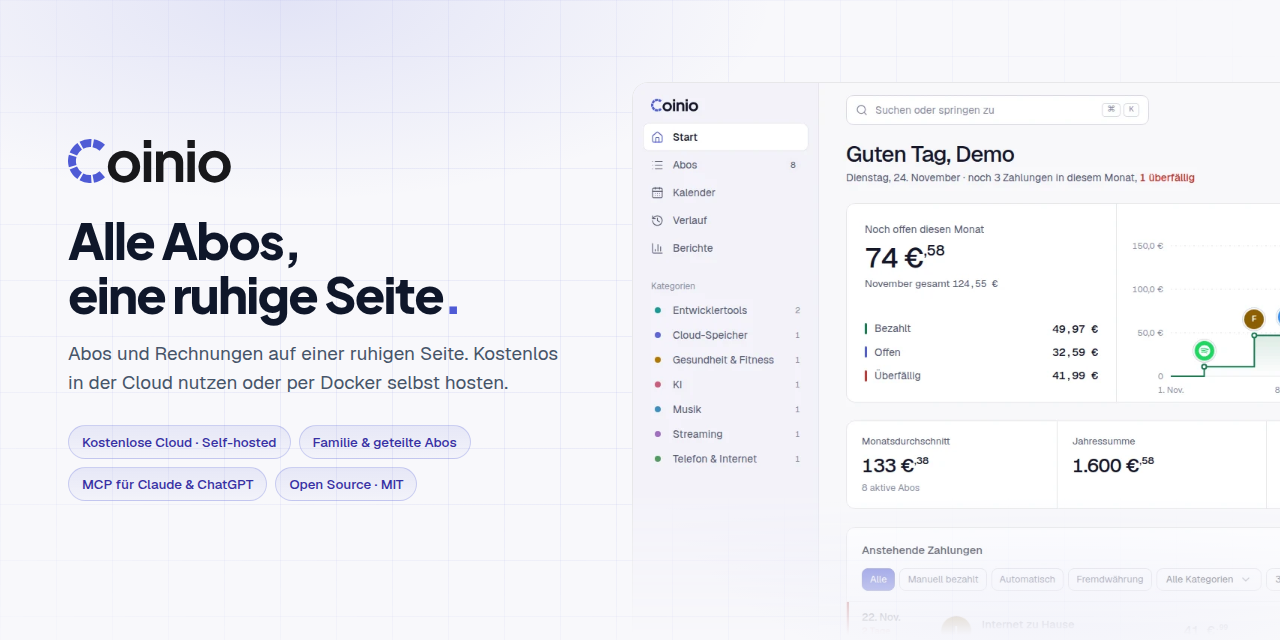 Coinio
Alle Abos,
eine ruhige Seite.
Abos und Rechnungen auf einer ruhigen Seite. Kostenlos
in der Cloud nutzen oder per Docker selbst hosten.
Kostenlose Cloud · Self-hosted
Familie & geteilte Abos
MCP für Claude & ChatGPT
Open Source · MIT
Coinio
Start
Abos 8
Kalender
Verlauf
Berichte
Kategorien
Entwicklertools 2
Cloud-Speicher 1
Gesundheit & Fitness 1
KI 1
Musik 1
Streaming 1
Telefon & Internet 1
Suchen oder springen zu ⌘ K
Guten Tag, Demo
Dienstag, 24. November · noch 3 Zahlungen in diesem Monat, 1 überfällig
Noch offen diesen Monat
74 €,58
November gesamt 124,55 €
Bezahlt 49,97 €
Offen 32,59 €
Überfällig 41,99 €
150,0 €
100,0 €
50,0 €
0
F
1. Nov.
8
Monatsdurchschnitt
133 €,38
8 aktive Abos
Jahressumme
1.600 €,58
Anstehende Zahlungen
Alle
Manuell bezahlt
Automatisch
Fremdwährung
Alle Kategorien
3
22. Nov.
Internet zu Hause